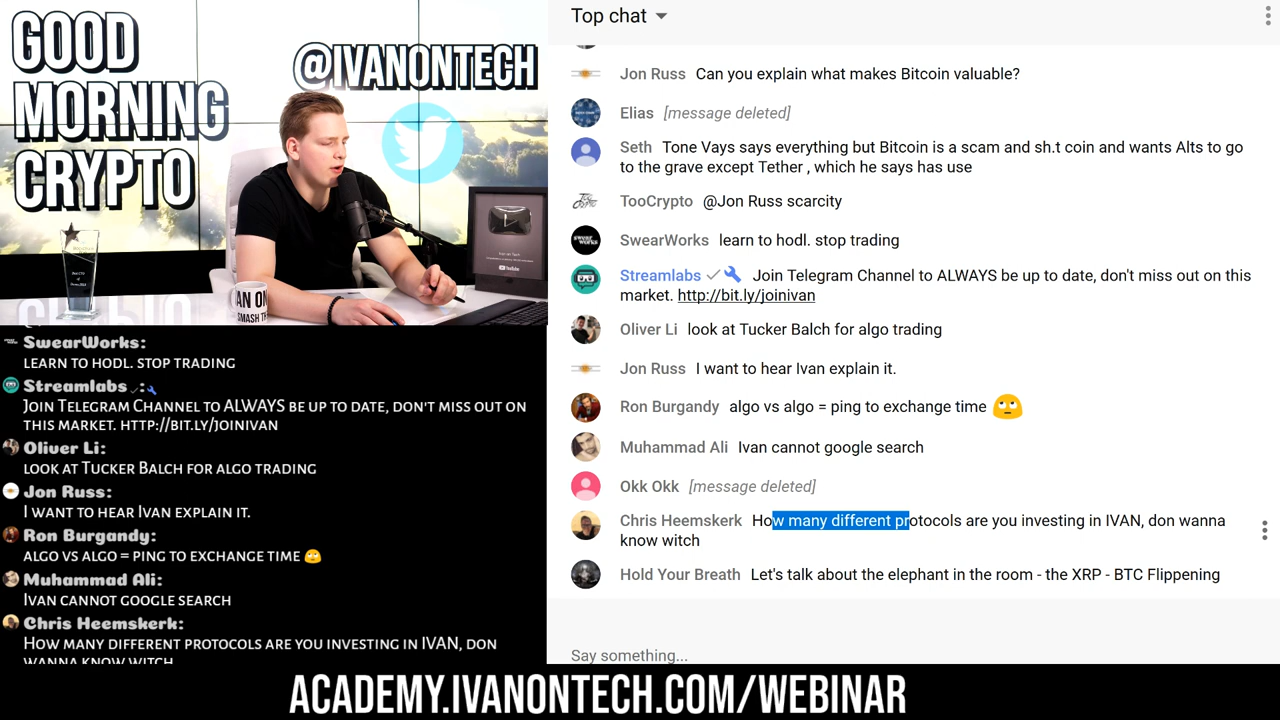 GOOD
MORNING
CRYPTO
@IVANONTECH
AN ON
SMASH TH
YouTube
SwearWorks:
LEARN TO HODL. STOP TRADING
Streamlabs :
JOIN TELEGRAM CHANNEL TO ALWAYS BE UP TO DATE, DON'T MISS OUT ON
THIS MARKET. HTTP://BIT.LY/JOINIVAN
Oliver Li:
LOOK AT TUCKER BALCH FOR ALGO TRADING
Jon Russ:
I WANT TO HEAR IVAN EXPLAIN IT.
Ron Burgandy:
ALGO VS ALGO = PING TO EXCHANGE TIME 🙄
Muhammad Ali:
IVAN CANNOT GOOGLE SEARCH
Chris Heemskerk:
HOW MANY DIFFERENT PROTOCOLS ARE YOU INVESTING IN IVAN, DON
WANNA KNOW WITCH
Top chat
Jon Russ Can you explain what makes Bitcoin valuable?
Elias [message deleted]
Seth Tone Vays says everything but Bitcoin is a scam and sh.t coin and wants Alts to go
to the grave except Tether , which he says has use
TooCrypto @Jon Russ scarcity
SwearWorks learn to hodl. stop trading
Streamlabs Join Telegram Channel to ALWAYS be up to date, don't miss out on this
market. http://bit.ly/joinivan
Oliver Li look at Tucker Balch for algo trading
Jon Russ I want to hear Ivan explain it.
Ron Burgandy algo vs algo = ping to exchange time 🙄
Muhammad Ali Ivan cannot google search
Okk Okk [message deleted]
Chris Heemskerk How many different protocols are you investing in IVAN, don wanna
know witch
Hold Your Breath Let's talk about the elephant in the room - the XRP - BTC Flippening
Say something...
ACADEMY.IVANONTECH.COM/WEBINAR